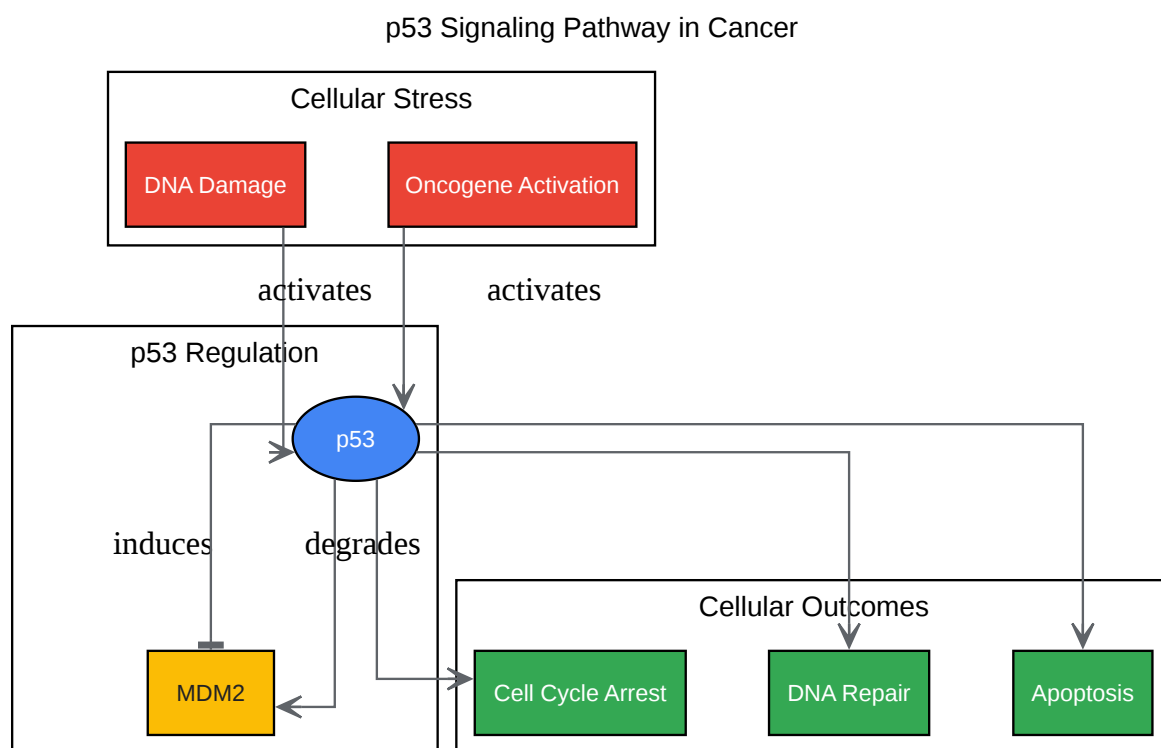 p53 Signaling Pathway in Cancer
Cellular Stress
DNA Damage
Oncogene Activation
activates
activates
p53 Regulation
p53
induces
degrades
Cellular Outcomes
MDM2
Cell Cycle Arrest
DNA Repair
Apoptosis